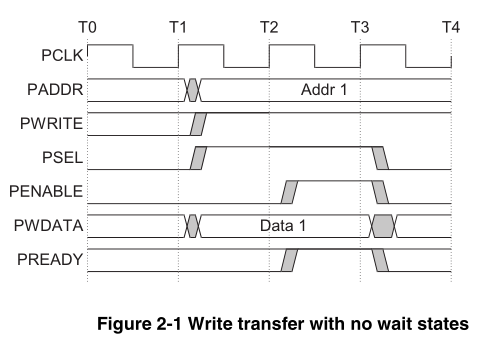 T0 T1 T2 T3 T4
PCLK
PADDR Addr 1
PWRITE
PSEL
PENABLE
PWDATA Data 1
PREADY
Figure 2-1 Write transfer with no wait states